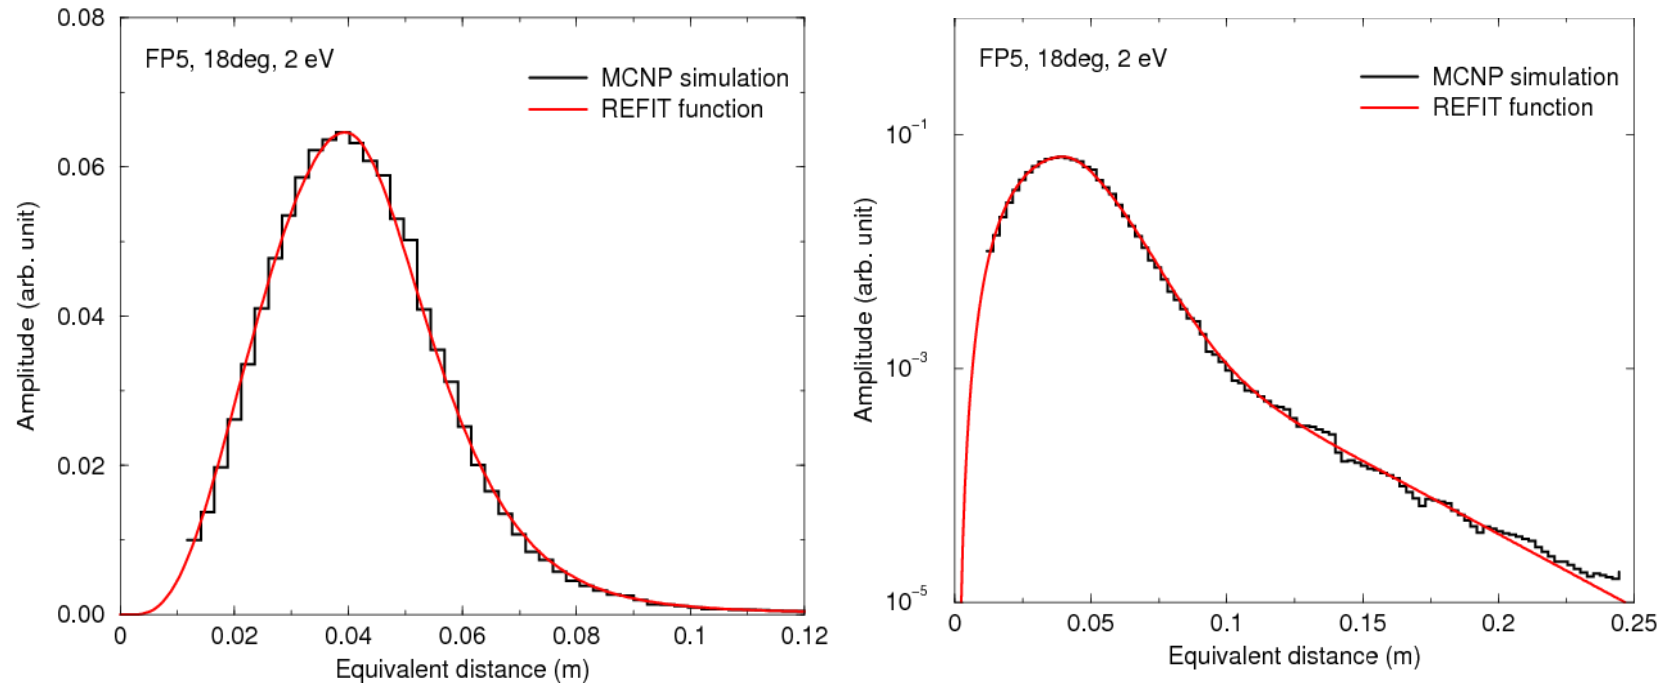 0.08
FP5, 18deg, 2 eV
MCNP simulation
REFIT function
0.06
0.04
0.02
0.00
Amplitude (arb. unit)
0 0.02 0.04 0.06 0.08 0.1 0.12
Equivalent distance (m)
FP5, 18deg, 2 eV
MCNP simulation
REFIT function
10⁻¹
10⁻³
10⁻⁵
Amplitude (arb. unit)
0 0.05 0.1 0.15 0.2 0.25
Equivalent distance (m)